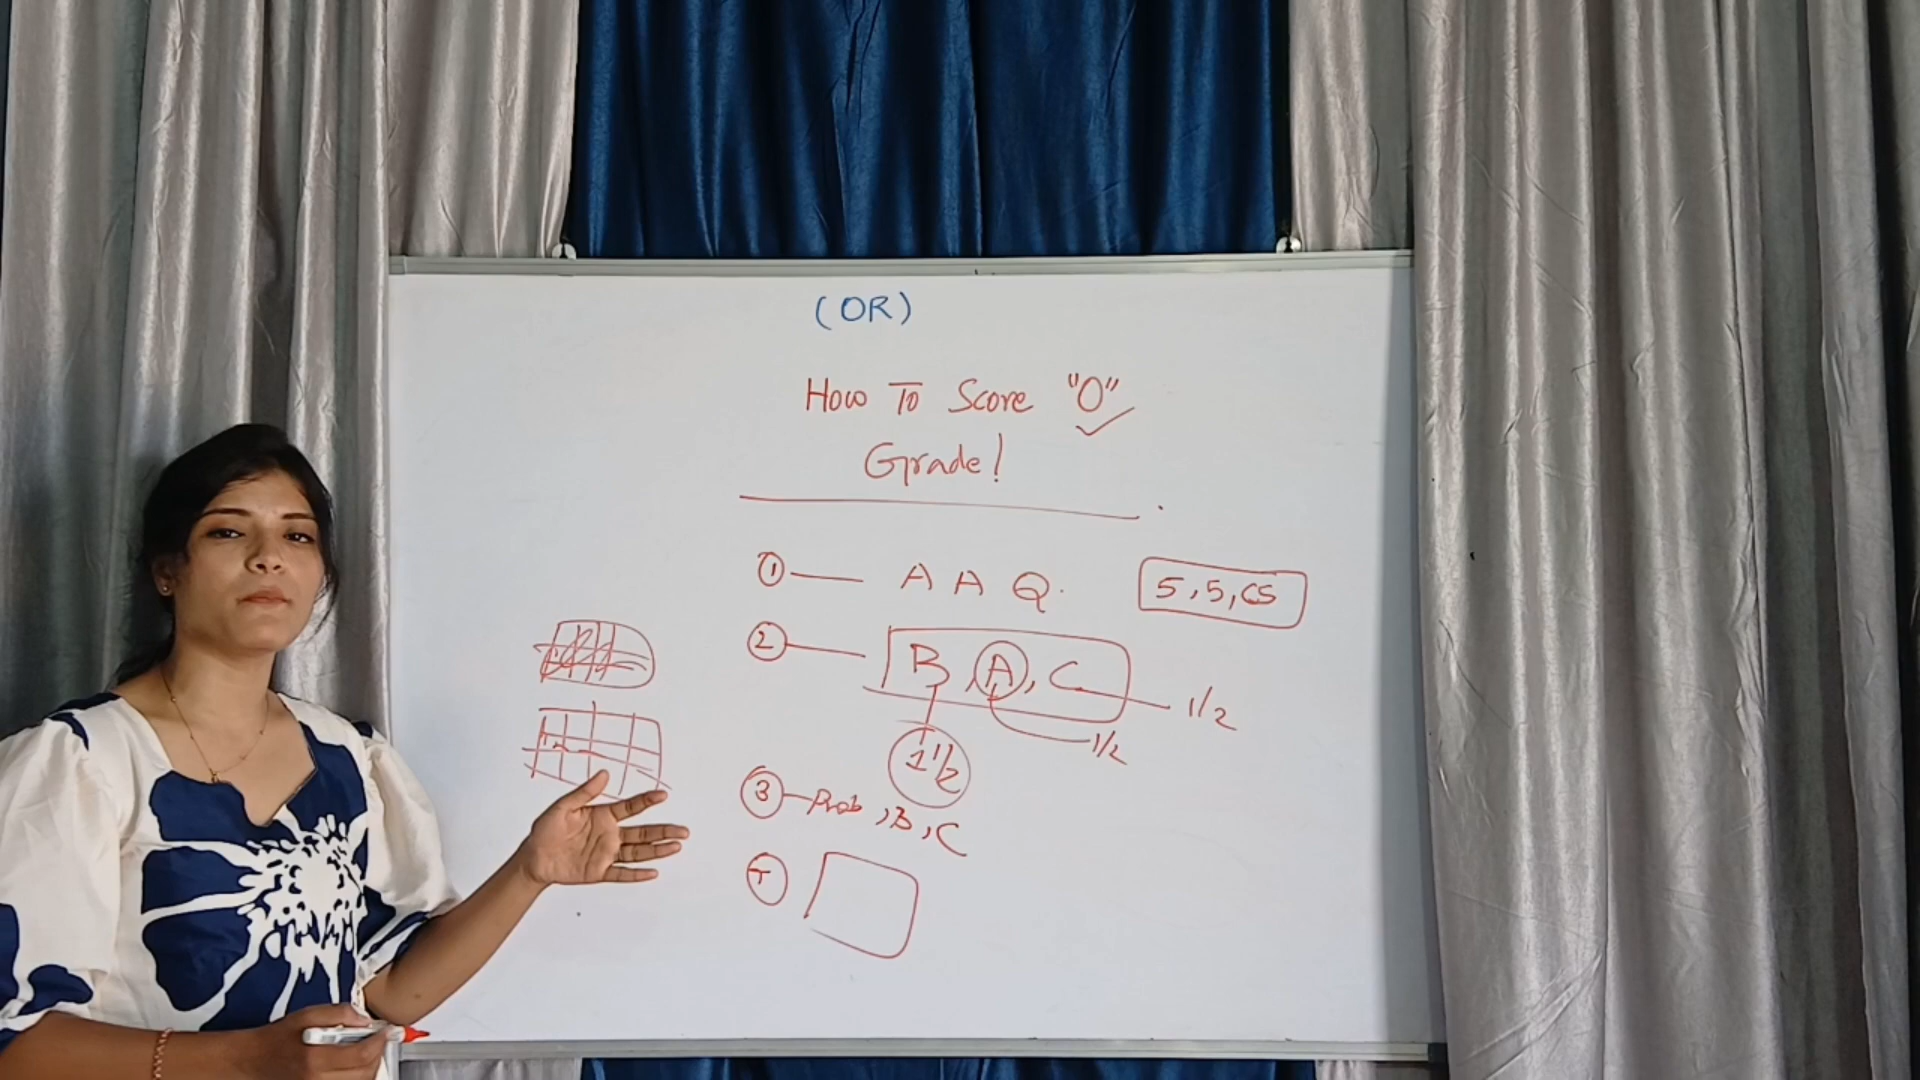 (OR)
How To Score "O"
Grade!
① — A A Q. 5, 5, CS
② — B, A, C
1/2
1/2
1 1/2
③ — Prob, B, C